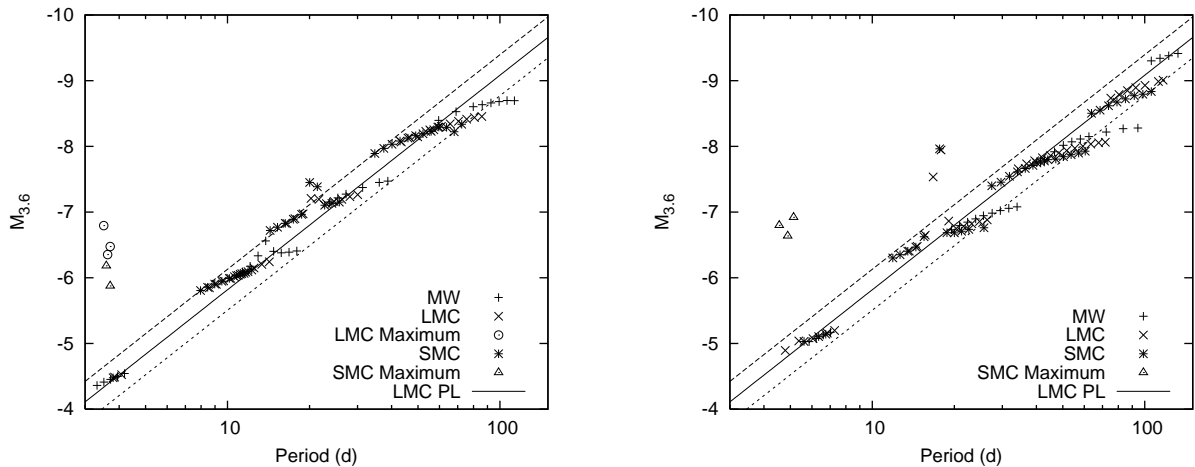 -10
-9
-8
-7
-6
-5
-4
M3.6
10
100
Period (d)
MW
LMC
LMC Maximum
SMC
SMC Maximum
LMC PL
-10
-9
-8
-7
-6
-5
-4
M3.6
10
100
Period (d)
MW
LMC
SMC
SMC Maximum
LMC PL